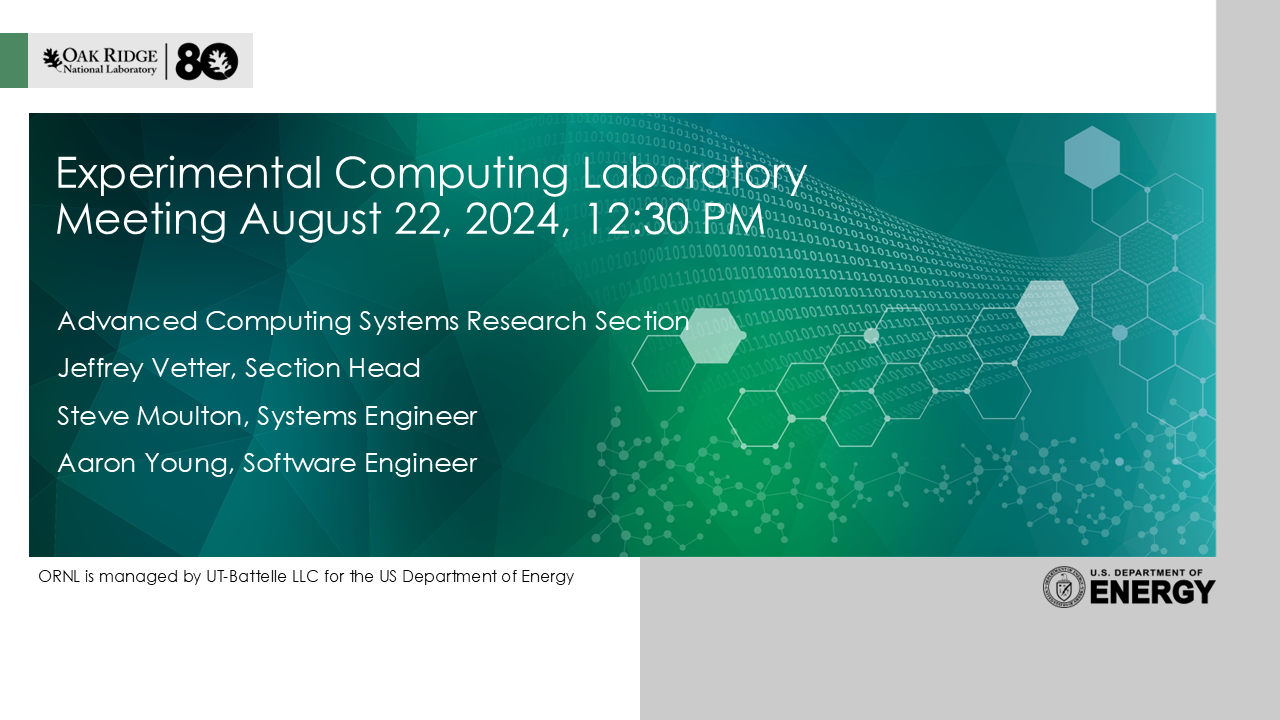 OAK RIDGE
National Laboratory
80
Experimental Computing Laboratory
Meeting August 22, 2024, 12:30 PM
Advanced Computing Systems Research Section
Jeffrey Vetter, Section Head
Steve Moulton, Systems Engineer
Aaron Young, Software Engineer
ORNL is managed by UT-Battelle LLC for the US Department of Energy
U.S. DEPARTMENT OF
ENERGY